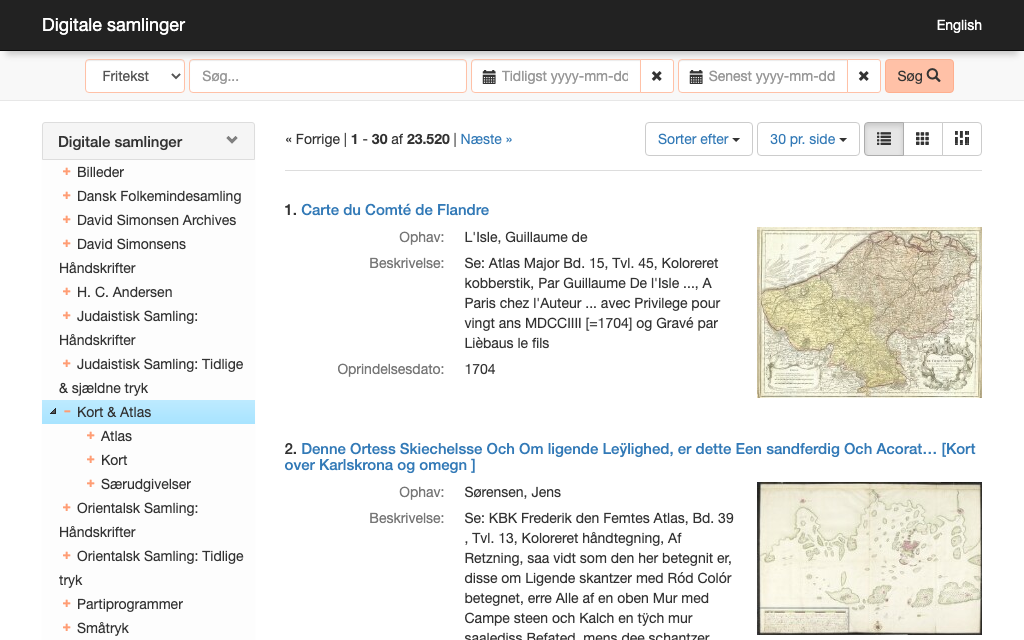 Digitale samlinger
English
Fritekst
Søg...
Tidligst yyyy-mm-dd
Senest yyyy-mm-dd
Søg
Digitale samlinger
Billeder
Dansk Folkemindesamling
David Simonsen Archives
David Simonsens
Håndskrifter
H. C. Andersen
Judaistisk Samling:
Håndskrifter
Judaistisk Samling: Tidlige
& sjældne tryk
Kort & Atlas
Atlas
Kort
Særudgivelser
Orientalsk Samling:
Håndskrifter
Orientalsk Samling: Tidlige
tryk
Partiprogrammer
Småtryk
« Forrige | 1 - 30 af 23.520 | Næste »
Sorter efter
30 pr. side
1. Carte du Comté de Flandre
Ophav: L'Isle, Guillaume de
Beskrivelse: Se: Atlas Major Bd. 15, Tvl. 45, Koloreret
kobberstik, Par Guillaume De l'Isle ..., A
Paris chez l'Auteur ... avec Privilege pour
vingt ans MDCCIIII [=1704] og Gravé par
Lièbaus le fils
Oprindelsesdato: 1704
2. Denne Ortess Skiechelsse Och Om ligende Leÿlighed, er dette Een sandferdig Och Acorat… [Kort
over Karlskrona og omegn ]
Ophav: Sørensen, Jens
Beskrivelse: Se: KBK Frederik den Femtes Atlas, Bd. 39
, Tvl. 13, Koloreret håndtegning, Af
Retzning, saa vidt som den her betegnit er,
disse om Ligende skantzer med Ród Colór
betegnet, erre Alle af en oben Mur med
Campe steen och Kalch en tÿch mur
saalediss Befated, mens dee schantzer